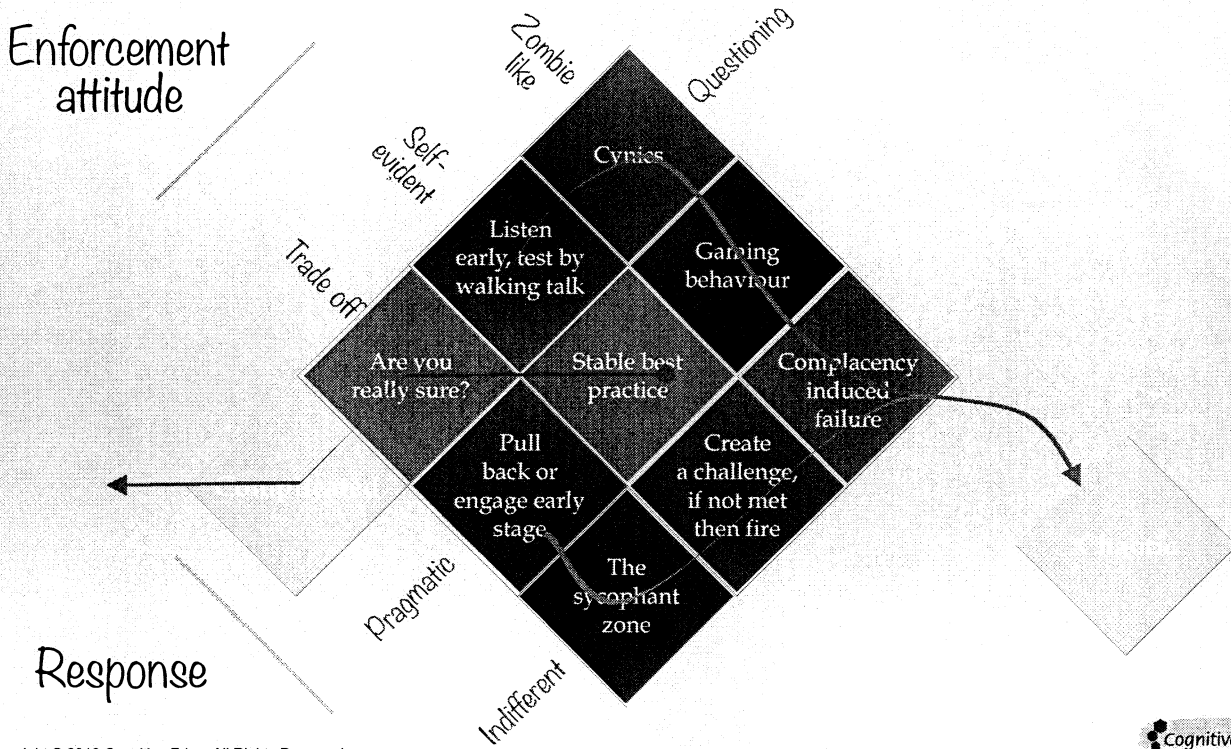 Enforcement
attitude
Zombie
like
Questioning
Self-
evident
Trade off
Cynics
Listen
early, test by
walking talk
Gaming
behaviour
Are you
really sure?
Stable best
practice
Complacency
induced
failure
Pull
back or
engage early
stage
Create
a challenge,
if not met
then fire
The
sycophant
zone
Pragmatic
Indifferent
Response
Cognitiv